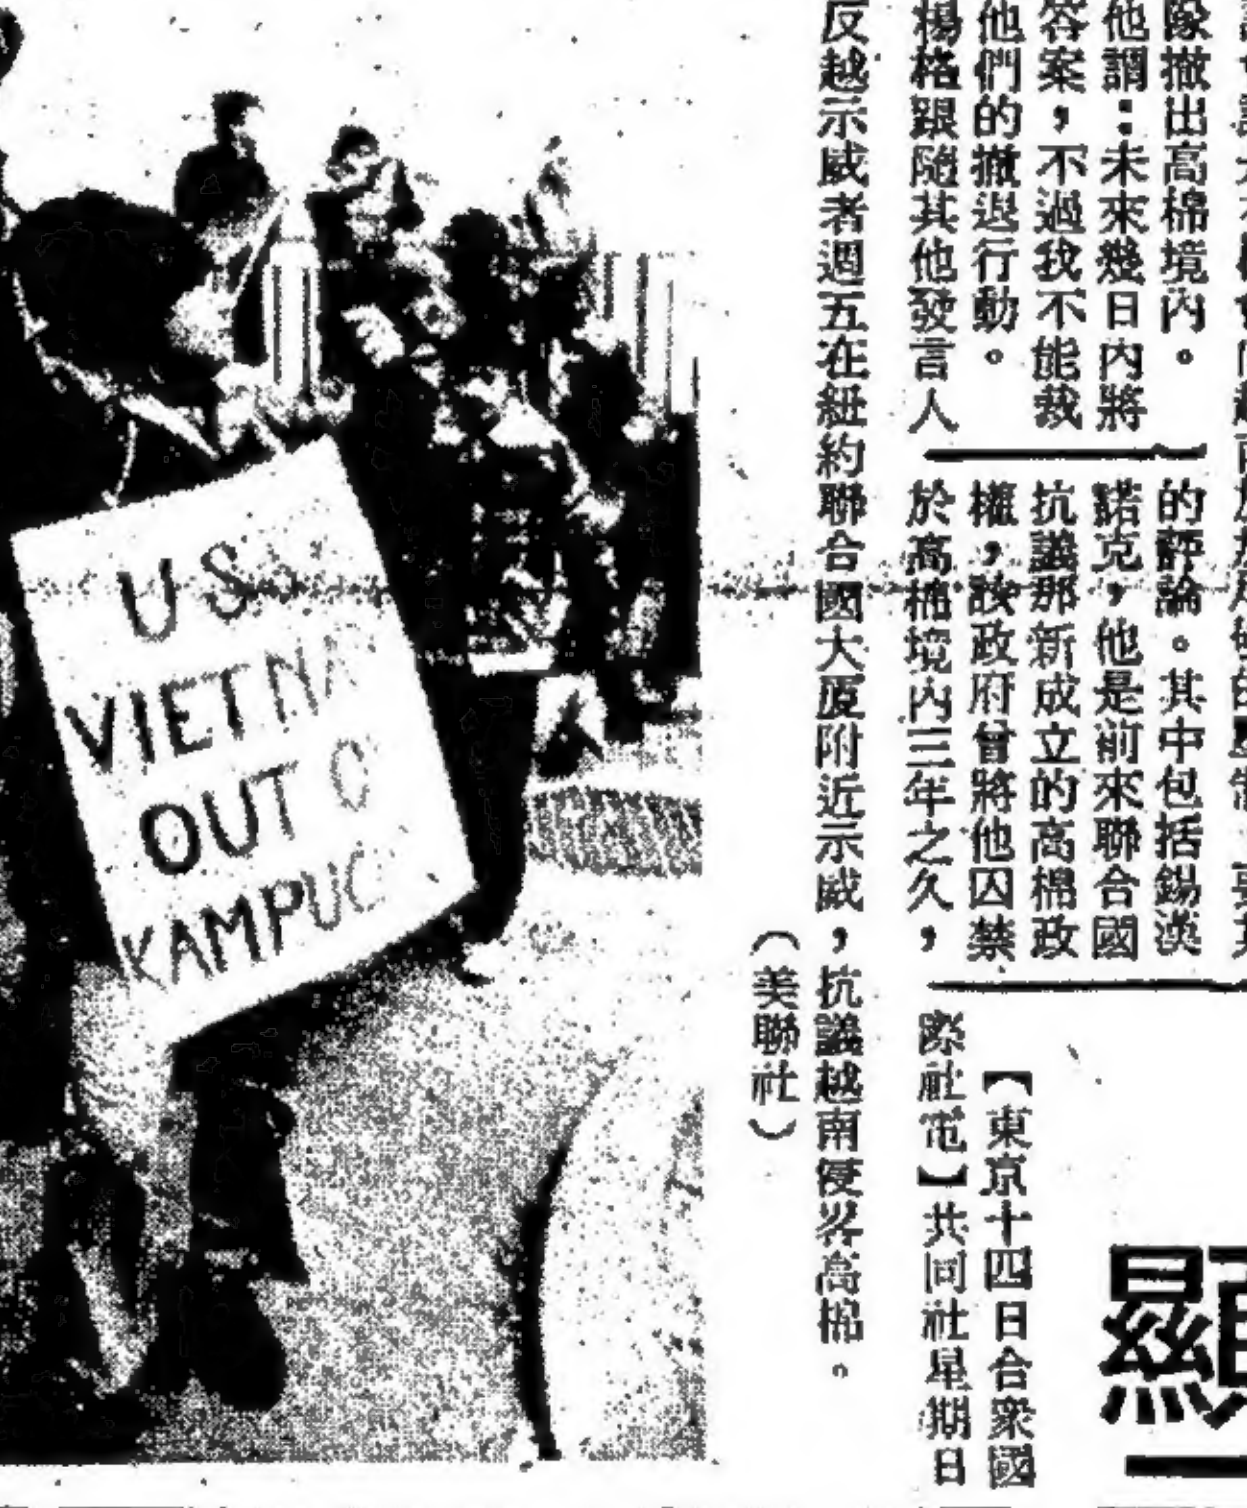 隊撤出高棉境內。
他謂：未來幾日內將
答案，不過我不能裁
他們的撤退行動。
楊格跟隨其他發言人
的評論。其中包括錫漢
諾克，他是前來聯合國
抗議那新成立的高棉政
權，該政府曾將他囚禁
於高棉境內三年之久，
【東京十四日合衆國
際社電】共同社星期日
顯
反越示威者週五在紐約聯合國大厦附近示威，抗議越南侵畧高棉。
（美聯社）
U S
VIETNA
OUT O
KAMPUC